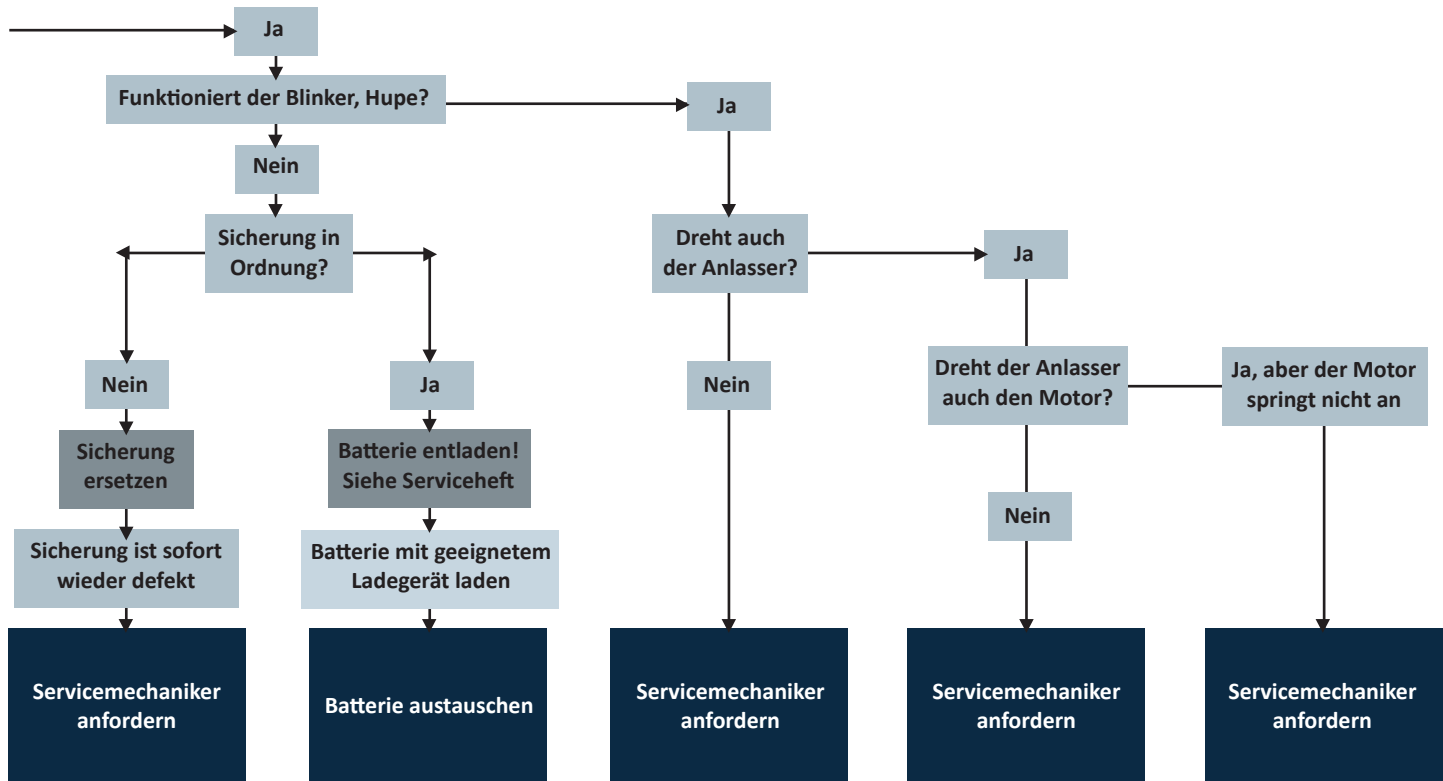 Ja
Funktioniert der Blinker, Hupe?
Ja
Nein
Sicherung in
Ordnung?
Dreht auch
der Anlasser?
Ja
Nein
Ja
Nein
Dreht der Anlasser
auch den Motor?
Ja, aber der Motor
springt nicht an
Sicherung
ersetzen
Batterie entladen!
Siehe Serviceheft
Nein
Sicherung ist sofort
wieder defekt
Batterie mit geeignetem
Ladegerät laden
Servicemechaniker
anfordern
Batterie austauschen
Servicemechaniker
anfordern
Servicemechaniker
anfordern
Servicemechaniker
anfordern